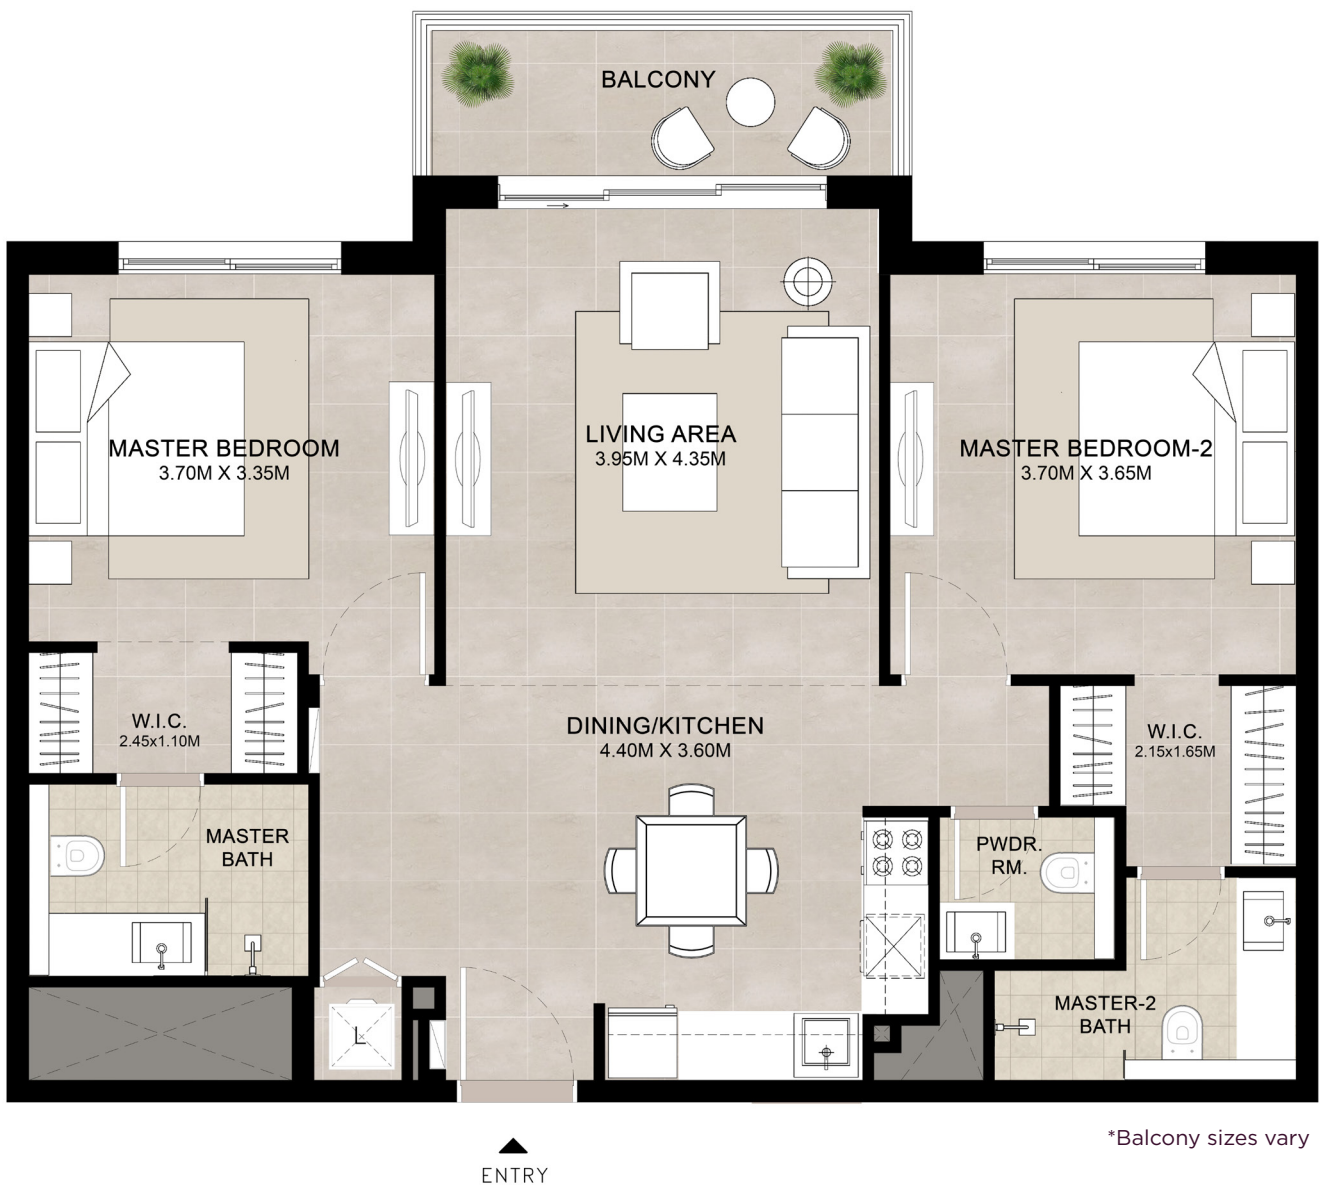 BALCONY
LIVING AREA
3.95M X 4.35M
MASTER BEDROOM
3.70M X 3.35M
MASTER BEDROOM-2
3.70M X 3.65M
W.I.C.
2.45x1.10M
DINING/KITCHEN
4.40M X 3.60M
W.I.C.
2.15x1.65M
MASTER
BATH
PWDR.
RM.
L
MASTER-2
BATH
*Balcony sizes vary
ENTRY